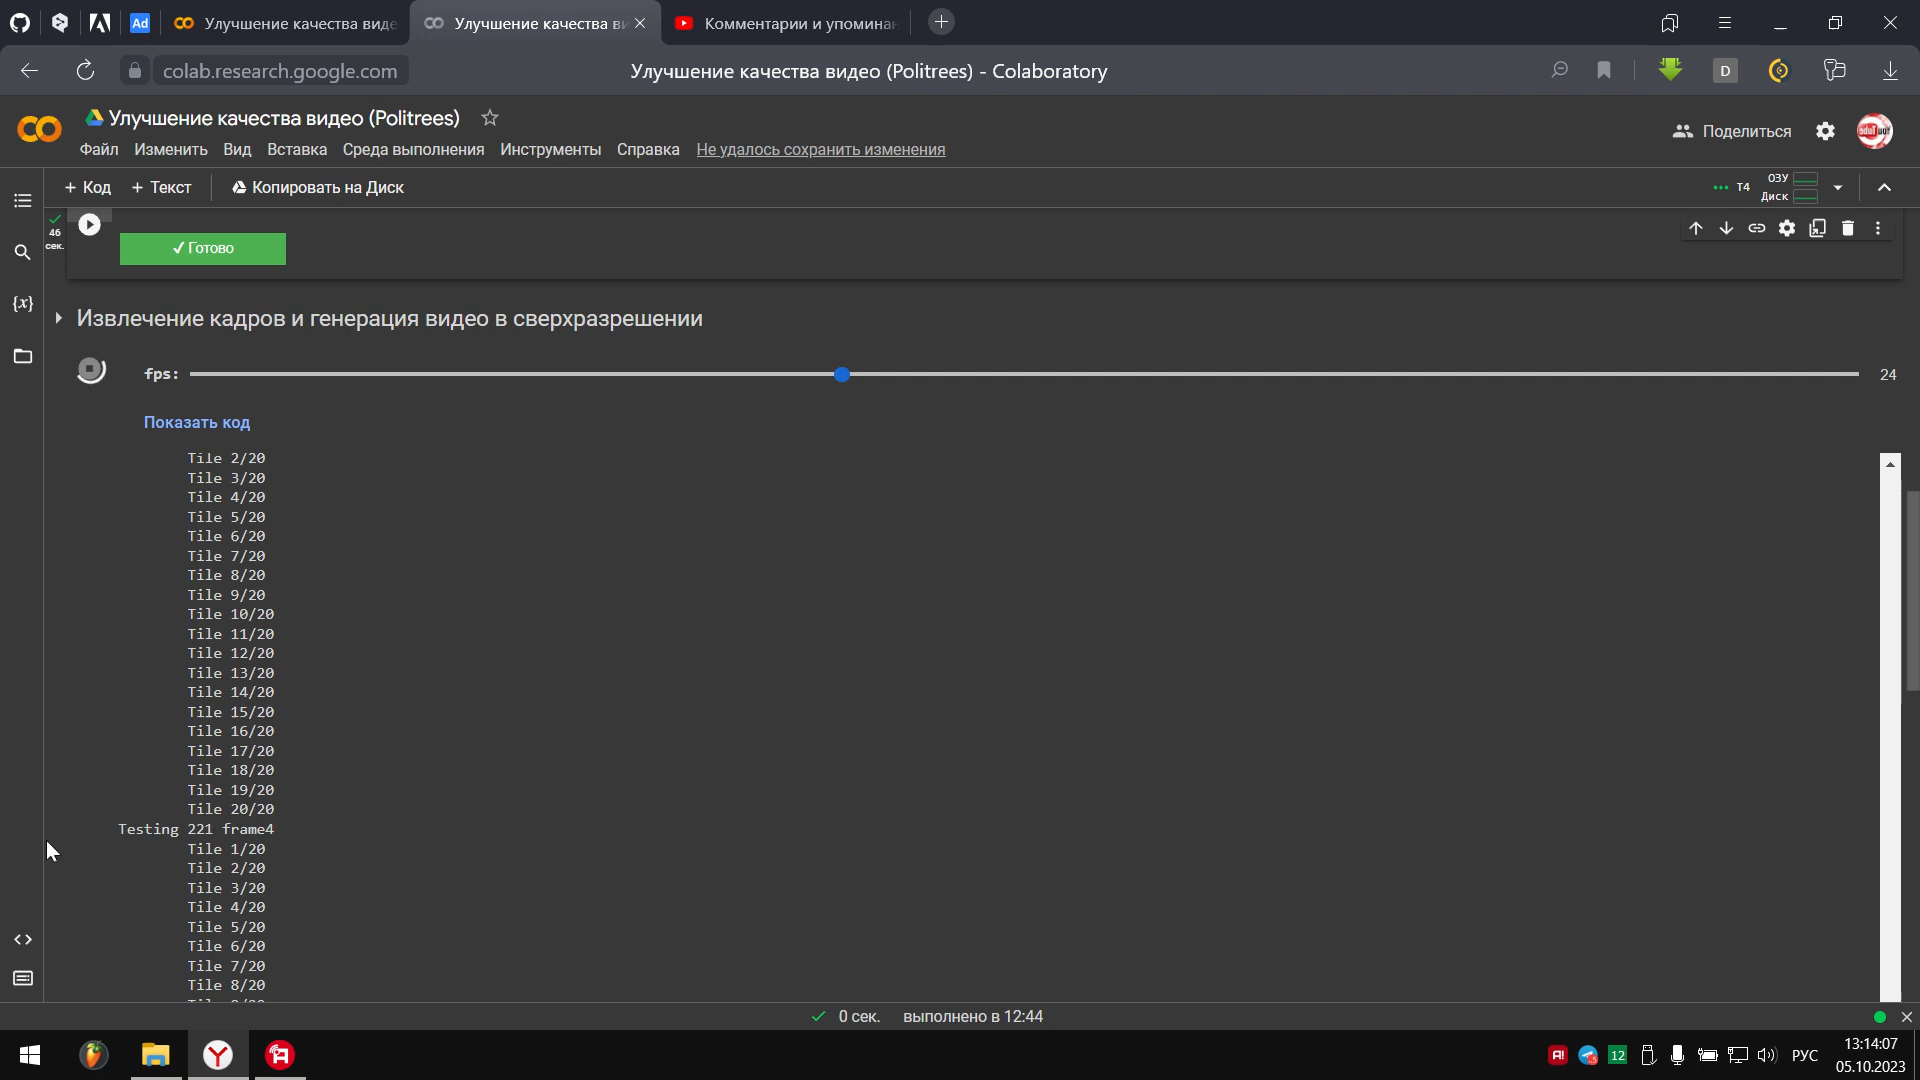 Ad
Улучшение качества виде
Улучшение качества ви
Комментарии и упомина
colab.research.google.com
Улучшение качества видео (Politrees) - Colaboratory
D
Улучшение качества видео (Politrees)
Файл Изменить Вид Вставка Среда выполнения Инструменты Справка Не удалось сохранить изменения
Поделиться
+ Код + Текст Копировать на Диск
T4
ОЗУ
Диск
46
сек.
✓ Готово
Извлечение кадров и генерация видео в сверхразрешении
fps:
24
Показать код
Tile 2/20
Tile 3/20
Tile 4/20
Tile 5/20
Tile 6/20
Tile 7/20
Tile 8/20
Tile 9/20
Tile 10/20
Tile 11/20
Tile 12/20
Tile 13/20
Tile 14/20
Tile 15/20
Tile 16/20
Tile 17/20
Tile 18/20
Tile 19/20
Tile 20/20
Testing 221 frame4
Tile 1/20
Tile 2/20
Tile 3/20
Tile 4/20
Tile 5/20
Tile 6/20
Tile 7/20
Tile 8/20
0 сек. выполнено в 12:44
12
РУС
13:14:07
05.10.2023